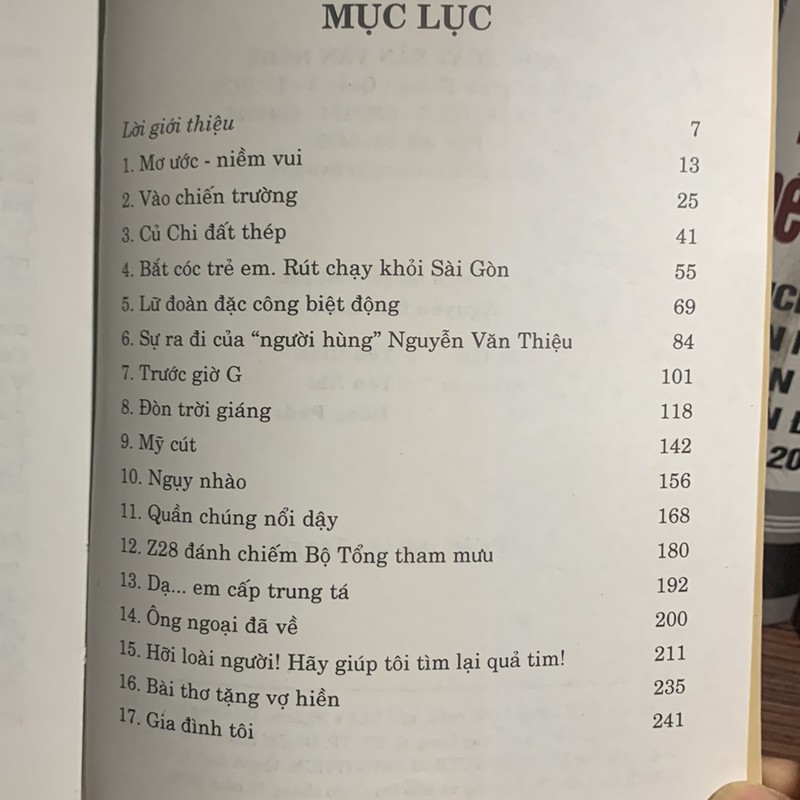 MỤC LỤC
Lời giới thiệu 7
1. Mơ ước - niềm vui 13
2. Vào chiến trường 25
3. Củ Chi đất thép 41
4. Bắt cóc trẻ em. Rút chạy khỏi Sài Gòn 55
5. Lữ đoàn đặc công biệt động 69
6. Sự ra đi của “người hùng” Nguyễn Văn Thiệu 84
7. Trước giờ G 101
8. Đòn trời giáng 118
9. Mỹ cút 142
10. Ngụy nhào 156
11. Quần chúng nổi dậy 168
12. Z28 đánh chiếm Bộ Tổng tham mưu 180
13. Dạ... em cấp trung tá 192
14. Ông ngoại đã về 200
15. Hỡi loài người! Hãy giúp tôi tìm lại quả tim! 211
16. Bài thơ tặng vợ hiền 235
17. Gia đình tôi 241